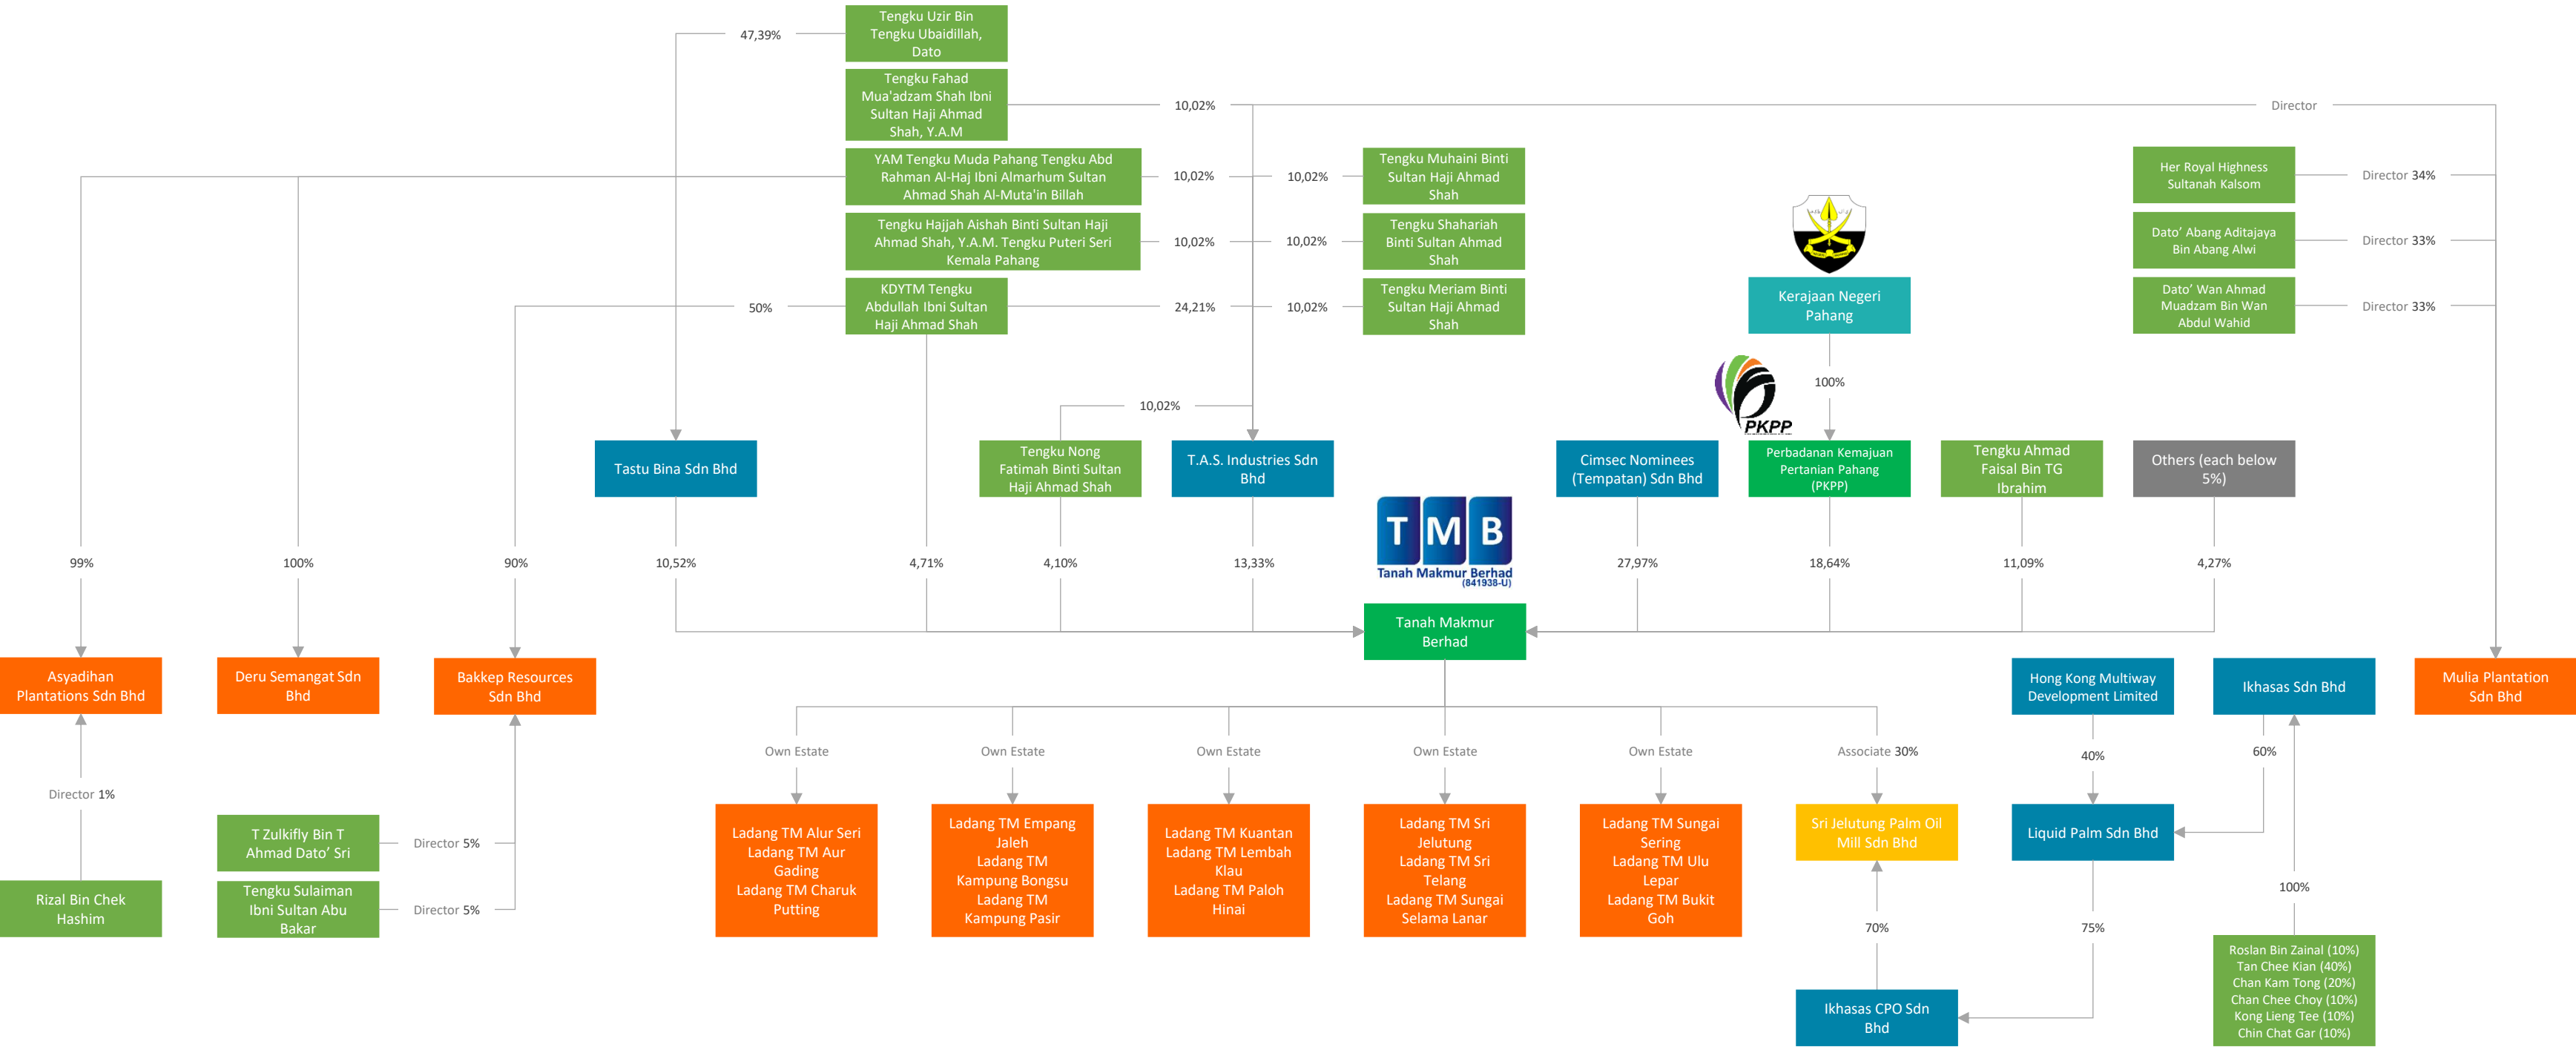 Tengku Uzir Bin
Tengku Ubaidillah,
Dato
47,39%
Tengku Fahad
Mua'adzam Shah Ibni
Sultan Haji Ahmad
Shah, Y.A.M
10,02%
Director
YAM Tengku Muda Pahang Tengku Abd
Rahman Al-Haj Ibni Almarhum Sultan
Ahmad Shah Al-Muta'in Billah
10,02%
10,02%
Tengku Muhaini Binti
Sultan Haji Ahmad
Shah
Her Royal Highness
Sultanah Kalsom
Director 34%
Tengku Hajjah Aishah Binti Sultan Haji
Ahmad Shah, Y.A.M. Tengku Puteri Seri
Kemala Pahang
10,02%
10,02%
Tengku Shahariah
Binti Sultan Ahmad
Shah
Dato’ Abang Aditajaya
Bin Abang Alwi
Director 33%
50%
KDYTM Tengku
Abdullah Ibni Sultan
Haji Ahmad Shah
24,21%
10,02%
Tengku Meriam Binti
Sultan Haji Ahmad
Shah
Kerajaan Negeri
Pahang
Dato’ Wan Ahmad
Muadzam Bin Wan
Abdul Wahid
Director 33%
100%
10,02%
PKPP
Tastu Bina Sdn Bhd
Tengku Nong
Fatimah Binti Sultan
Haji Ahmad Shah
T.A.S. Industries Sdn
Bhd
Cimsec Nominees
(Tempatan) Sdn Bhd
Perbadanan Kemajuan
Pertanian Pahang
(PKPP)
Tengku Ahmad
Faisal Bin TG
Ibrahim
Others (each below
5%)
TMB
Tanah Makmur Berhad
(841938-U)
99%
100%
90%
10,52%
4,71%
4,10%
13,33%
27,97%
18,64%
11,09%
4,27%
Tanah Makmur
Berhad
Asyadihan
Plantations Sdn Bhd
Deru Semangat Sdn
Bhd
Bakkep Resources
Sdn Bhd
Hong Kong Multiway
Development Limited
Ikhasas Sdn Bhd
Mulia Plantation
Sdn Bhd
Own Estate
Own Estate
Own Estate
Own Estate
Own Estate
Associate 30%
40%
60%
Director 1%
T Zulkifly Bin T
Ahmad Dato’ Sri
Director 5%
Tengku Sulaiman
Ibni Sultan Abu
Bakar
Director 5%
Rizal Bin Chek
Hashim
Ladang TM Alur Seri
Ladang TM Aur
Gading
Ladang TM Charuk
Putting
Ladang TM Empang
Jaleh
Ladang TM
Kampung Bongsu
Ladang TM
Kampung Pasir
Ladang TM Kuantan
Ladang TM Lembah
Klau
Ladang TM Paloh
Hinai
Ladang TM Sri
Jelutung
Ladang TM Sri
Telang
Ladang TM Sungai
Selama Lanar
Ladang TM Sungai
Sering
Ladang TM Ulu
Lepar
Ladang TM Bukit
Goh
Sri Jelutung Palm Oil
Mill Sdn Bhd
Liquid Palm Sdn Bhd
100%
70%
75%
Ikhasas CPO Sdn
Bhd
Roslan Bin Zainal (10%)
Tan Chee Kian (40%)
Chan Kam Tong (20%)
Chan Chee Choy (10%)
Kong Lieng Tee (10%)
Chin Chat Gar (10%)